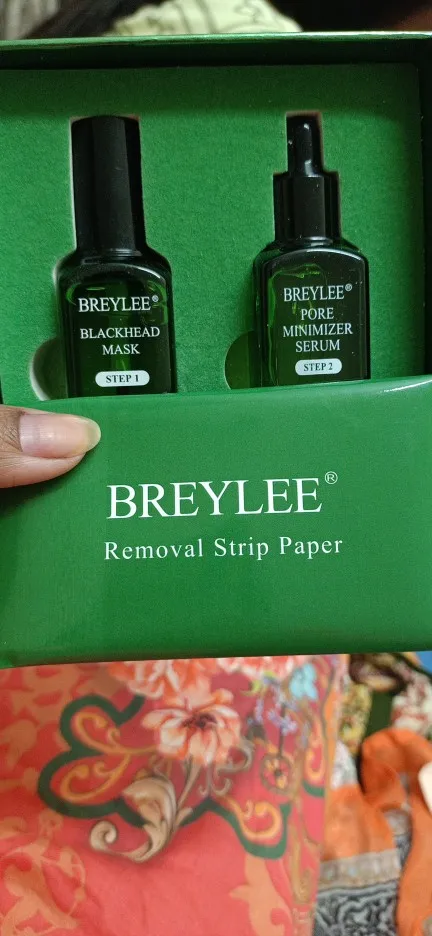 BREYLEE®
BLACKHEAD
MASK
STEP 1
BREYLEE®
PORE
MINIMIZER
SERUM
STEP 2
BREYLEE®
Removal Strip Paper